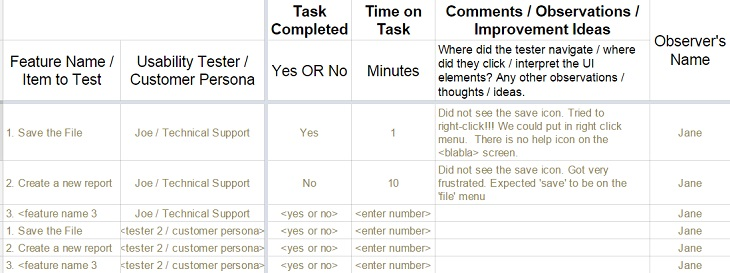 Task Completed
Time on Task
Comments / Observations / Improvement Ideas
Observer's Name
Feature Name / Item to Test
Usability Tester / Customer Persona
Yes OR No
Minutes
Where did the tester navigate / where
did they click / interpret the UI
elements? Any other observations /
thoughts / ideas.
1. Save the File
Joe / Technical Support
Yes
1
Did not see the save icon. Tried to
right-click!!! We could put in right click
menu. There is no help icon on the
<blabla> screen.
Jane
2. Create a new report
Joe / Technical Support
No
10
Did not see the save icon. Got very
frustrated. Expected 'save' to be on the
'file' menu
Jane
3. <feature name 3
Joe / Technical Support
<yes or no>
<enter number>
Jane
1. Save the File
<tester 2 / customer persona>
<yes or no>
<enter number>
Jane
2. Create a new report
<tester 2 / customer persona>
<yes or no>
<enter number>
Jane
3. <feature name 3
<tester 2 / customer persona>
<yes or no>
<enter number>
Jane